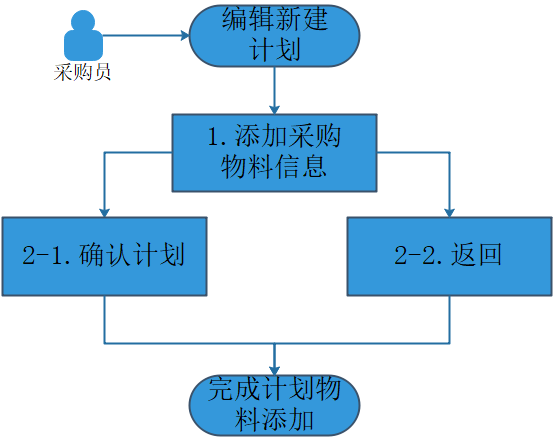 编辑新建
计划
采购员
1.添加采购
物料信息
2-1.确认计划
2-2.返回
完成计划物
料添加